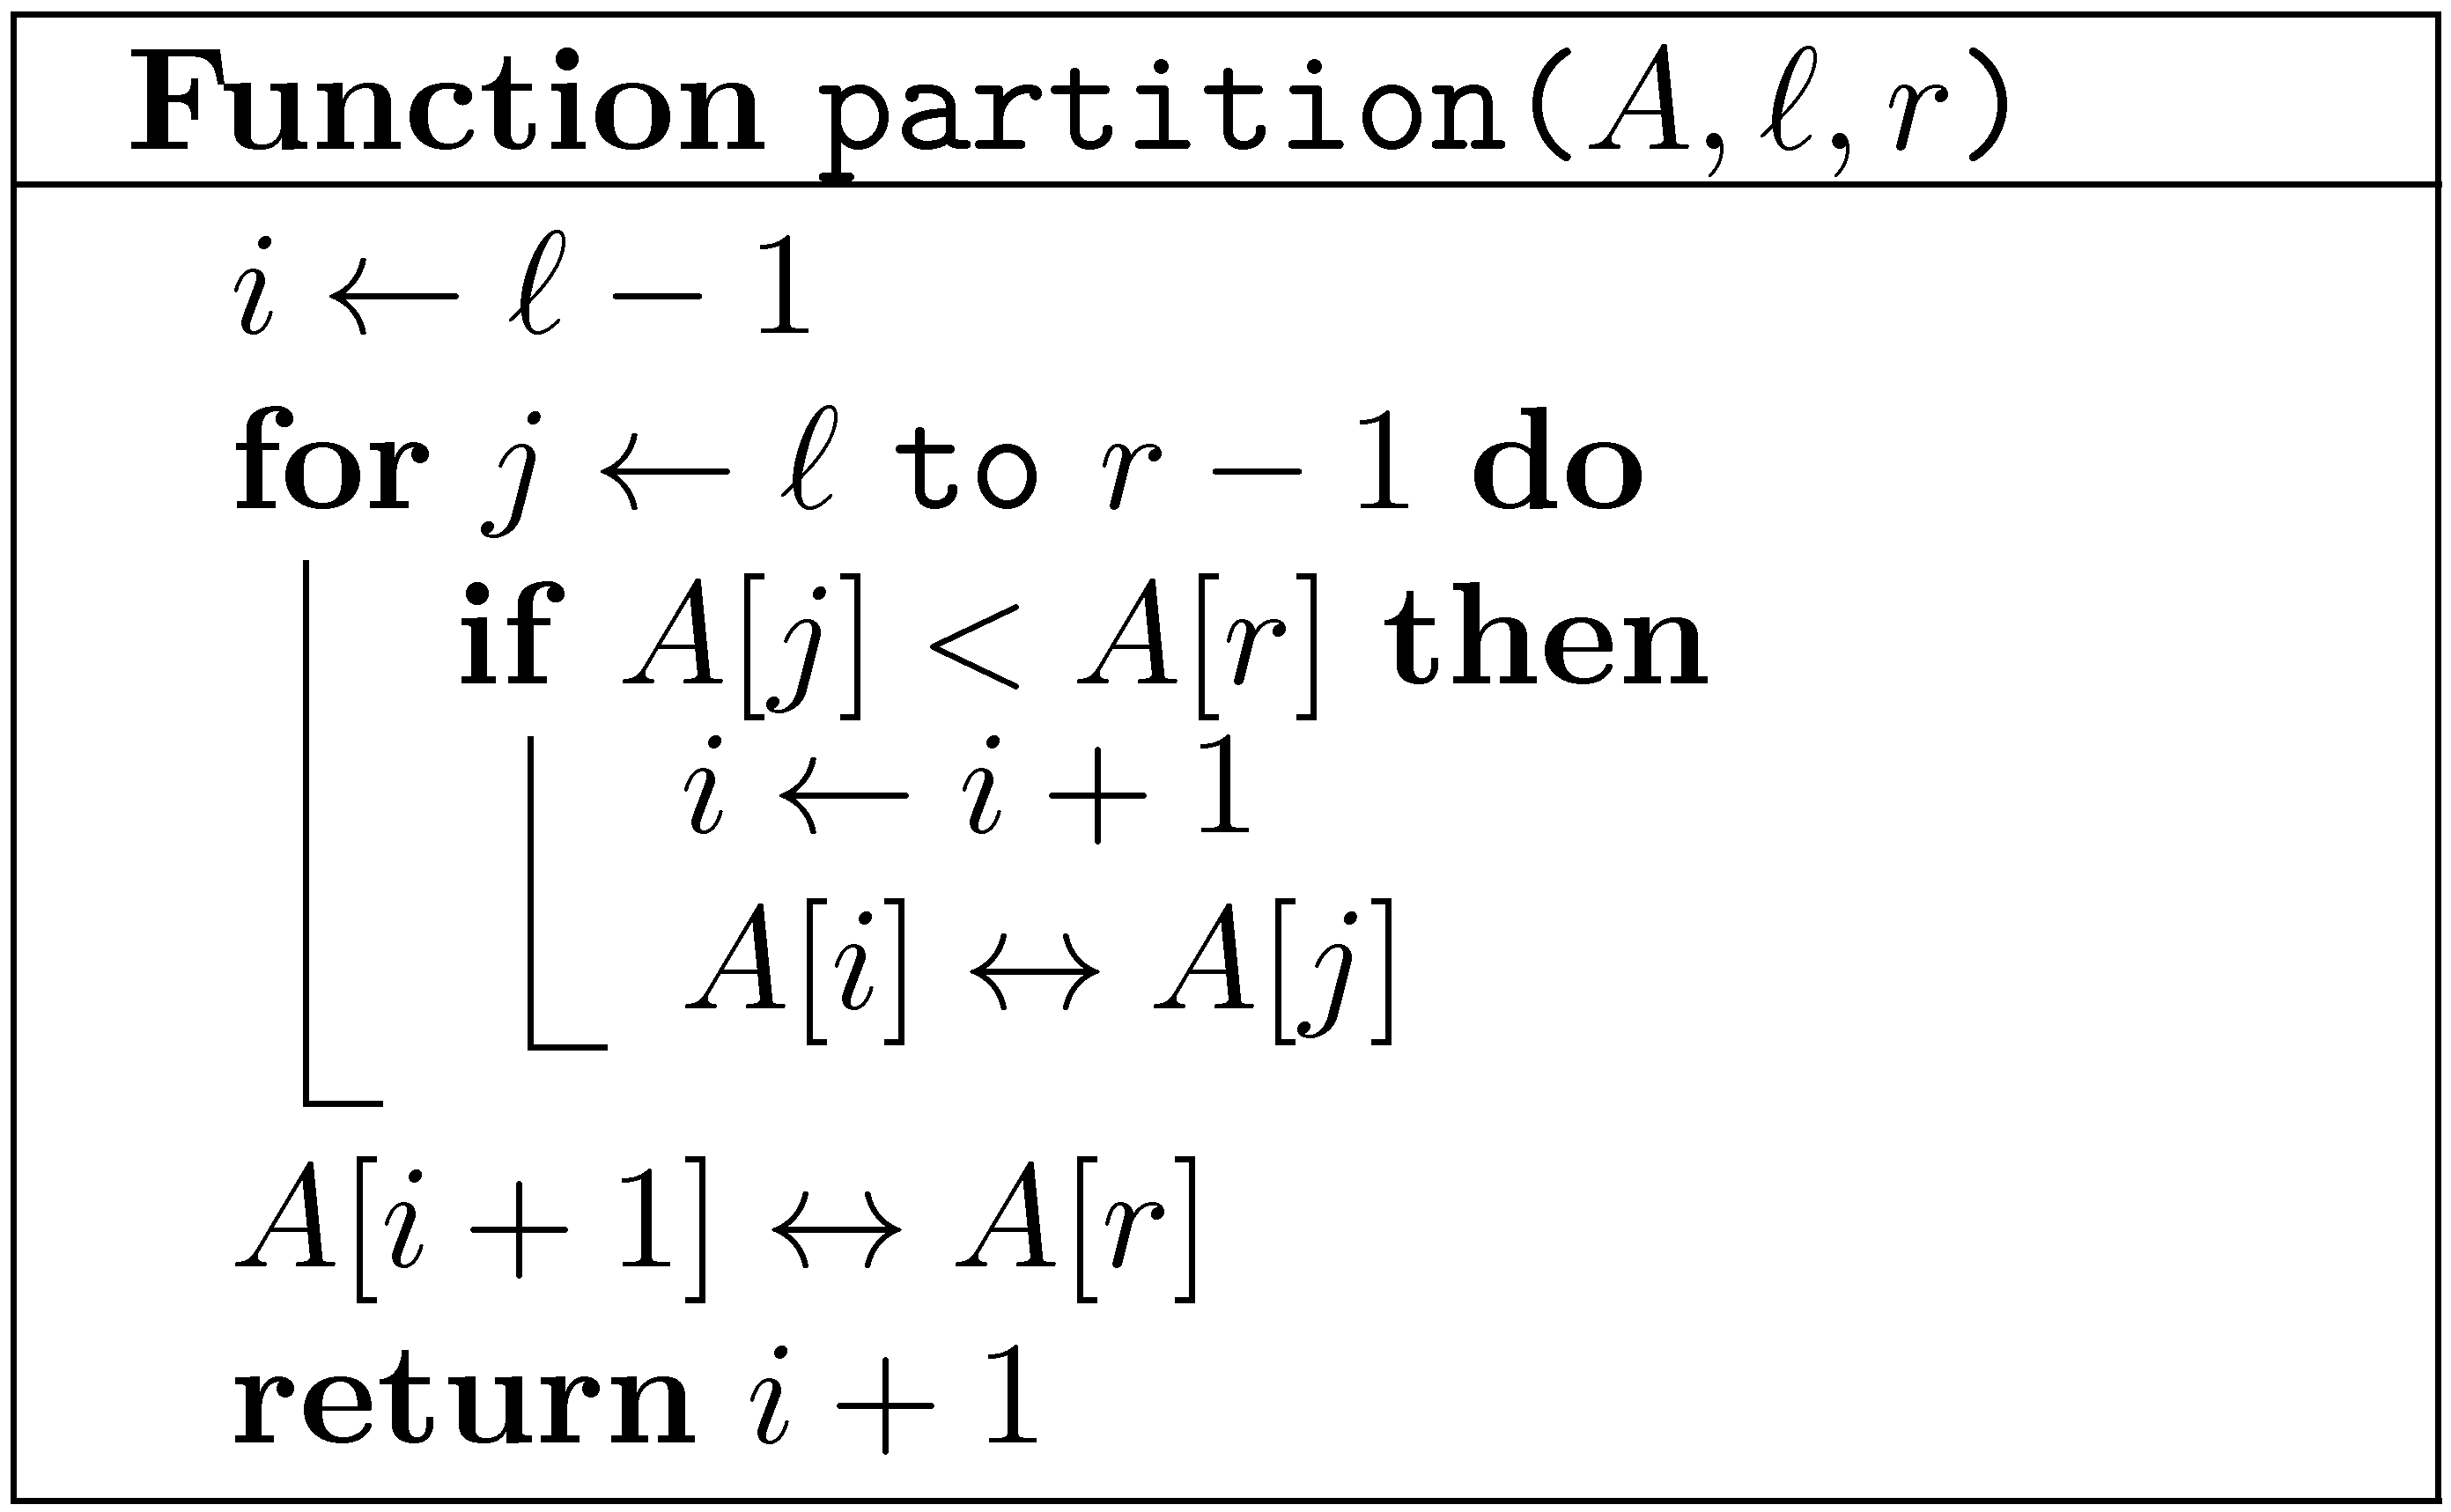 Function partition(A, ℓ, r)
i ← ℓ − 1
for j ← ℓ to r − 1 do
if A[j] < A[r] then
i ← i + 1
A[i] ↔ A[j]
A[i + 1] ↔ A[r]
return i + 1